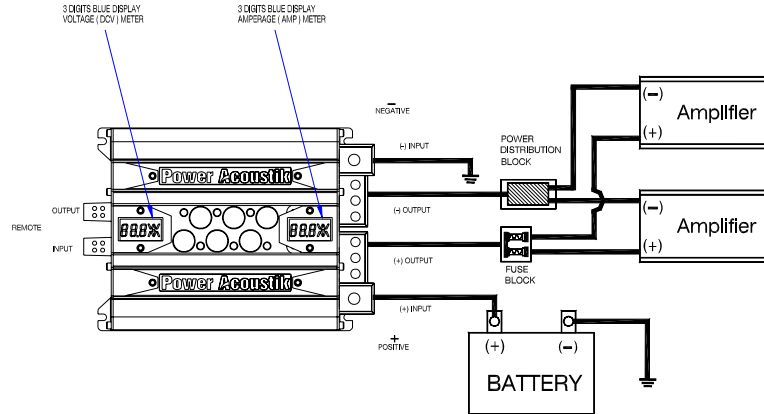 3 DIGITS BLUE DISPLAY
VOLTAGE ( DCV ) METER
3 DIGITS BLUE DISPLAY
AMPERAGE ( AMP ) METER
−
NEGATIVE
(-) INPUT
POWER
DISTRIBUTION
BLOCK
(−)
Amplifier
(+)
Power Acoustik
OUTPUT
REMOTE
INPUT
(-) OUTPUT
(−)
Amplifier
(+)
(+) OUTPUT
FUSE
BLOCK
Power Acoustik
(+) INPUT
+
POSITIVE
(+)
(−)
BATTERY